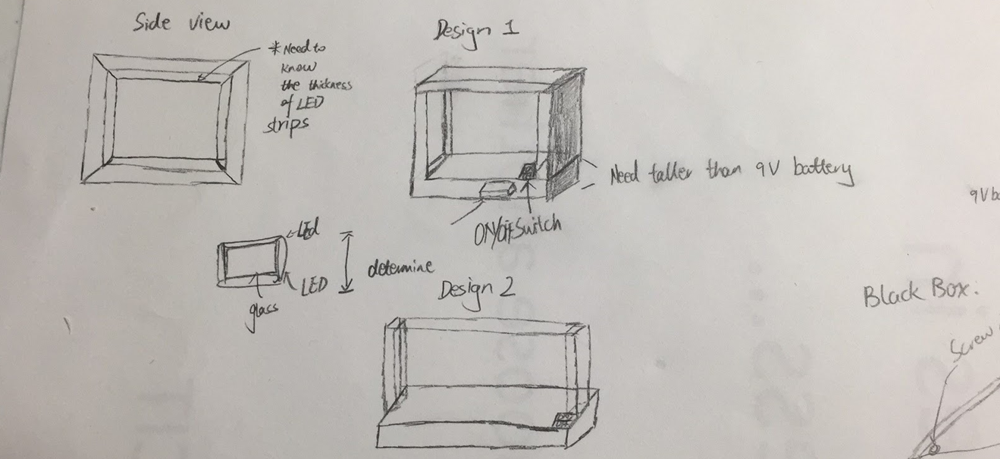 Side view
* Need to
know
the thickness
of LED
strips
Design 1
Need taller than 9V battery
ON/OFF Switch
LED
LED
glass
determine
Design 2
9V ba
Black Box.
Screw